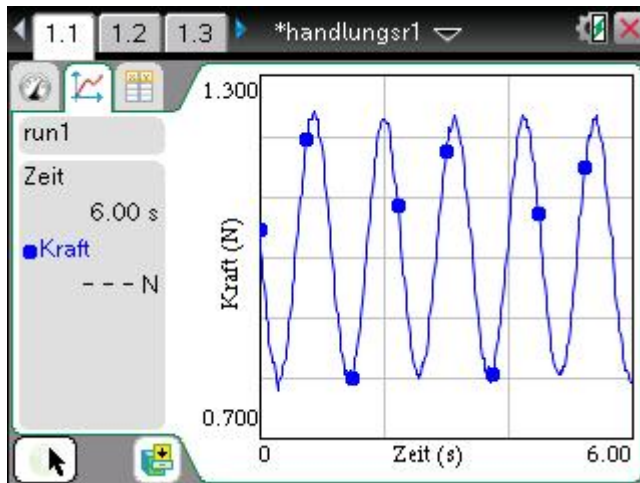 1.1 1.2 1.3 *handlungsr1
run1
Zeit
6.00 s
Kraft
- - - N
1.300
Kraft (N)
0.700
0 Zeit (s) 6.00